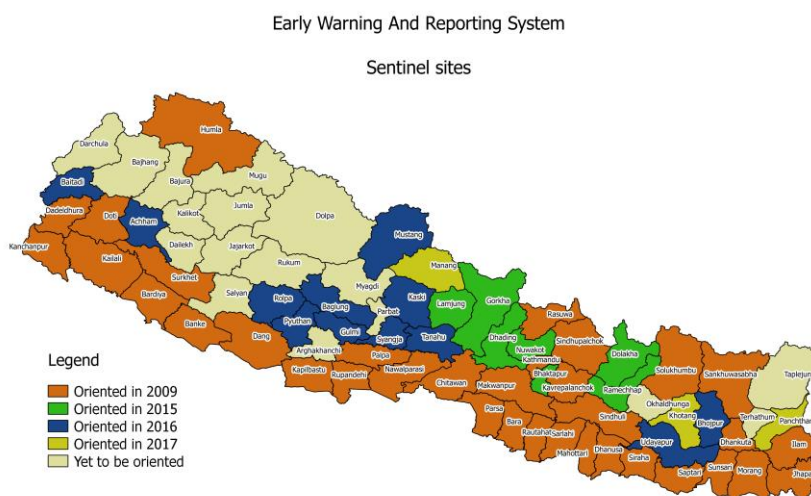 Early Warning And Reporting System
Sentinel sites
Humla
Darchula
Bajhang
Mugu
Bajura
Baitadi
Jumla
Dadeldhura
Doti
Achham
Kalikot
Dolpa
Mustang
Kanchanpur
Dailekh
Jajarkot
Kailali
Rukum
Manang
Surkhet
Myagdi
Bardiya
Salyan
Rolpa
Baglung
Kaski
Lamjung
Gorkha
Parbat
Rasuwa
Banke
Pyuthan
Gulmi
Syangja
Tanahu
Dhading
Nuwakot
Sindhupalchok
Dolakha
Dang
Arghakhanchi
Palpa
Kathmandu
Solukhumbu
Sankhuwasbha
Taplejun
Kapilbastu
Rupandehi
Nawalparasi
Chitawan
Makwanpur
Bhaktapur
Kavrepalanchok
Ramechhap
Okhaldhunga
Khotang
Bhojpur
Terhathum
Panchthar
Parsa
Bara
Rautahat
Sarlahi
Sindhuli
Udayapur
Dhankuta
Ilam
Mahottari
Dhanusa
Siraha
Saptari
Sunsari
Morang
Jhapa
Legend
Oriented in 2009
Oriented in 2015
Oriented in 2016
Oriented in 2017
Yet to be oriented